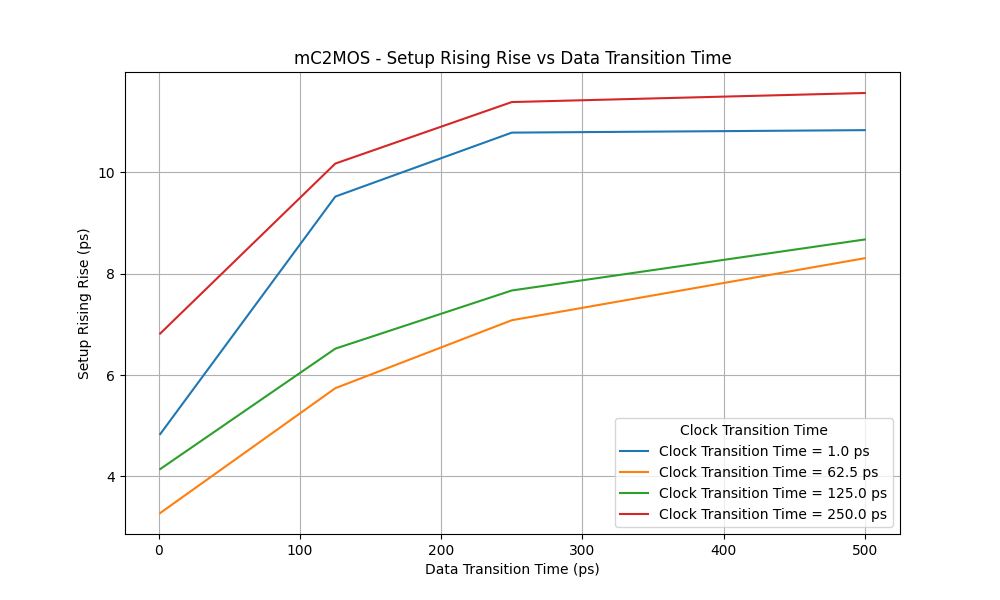 mC2MOS - Setup Rising Rise vs Data Transition Time
Setup Rising Rise (ps)
10
8
6
4
0
100
200
300
400
500
Data Transition Time (ps)
Clock Transition Time
Clock Transition Time = 1.0 ps
Clock Transition Time = 62.5 ps
Clock Transition Time = 125.0 ps
Clock Transition Time = 250.0 ps